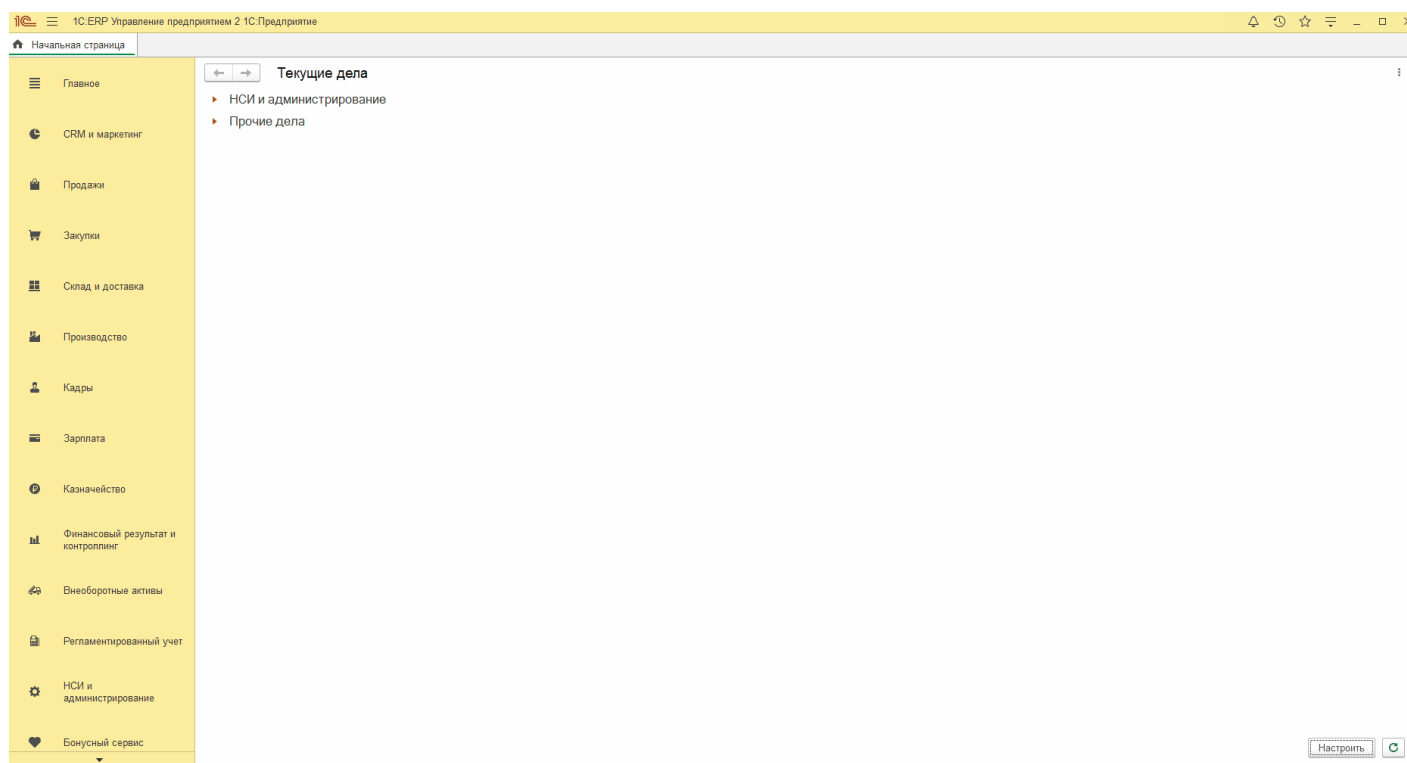 1С 1С:ERP Управление предприятием 2 1С:Предприятие
Начальная страница
Главное
CRM и маркетинг
Продажи
Закупки
Склад и доставка
Производство
Кадры
Зарплата
Казначейство
Финансовый результат и
контроллинг
Внеоборотные активы
Регламентированный учет
НСИ и
администрирование
Бонусный сервис
Текущие дела
НСИ и администрирование
Прочие дела
Настроить